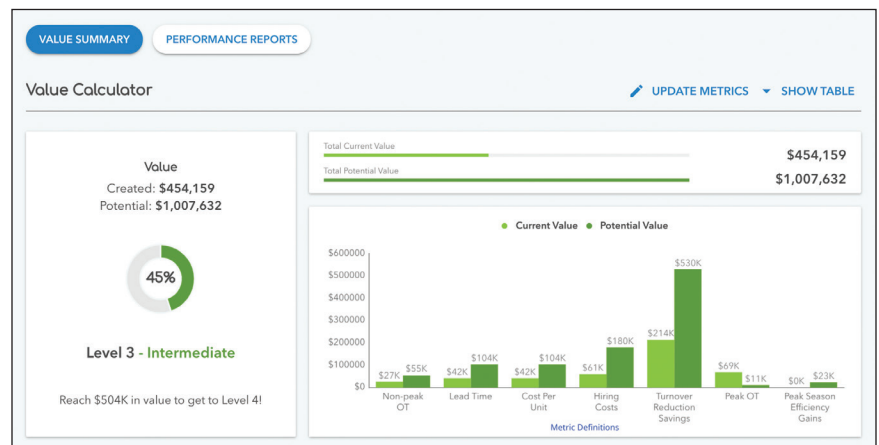 VALUE SUMMARY
PERFORMANCE REPORTS
Value Calculator
UPDATE METRICS
SHOW TABLE
Value
Created: $454,159
Potential: $1,007,632
45%
Level 3 - Intermediate
Reach $504K in value to get to Level 4!
Total Current Value
$454,159
Total Potential Value
$1,007,632
Current Value
Potential Value
$600000
$500000
$400000
$300000
$200000
$100000
$0
$27K
$55K
$42K
$104K
$42K
$104K
$61K
$180K
$214K
$530K
$69K
$11K
$0K
$23K
Non-peak
OT
Lead Time
Cost Per
Unit
Hiring
Costs
Turnover
Reduction
Savings
Peak OT
Peak Season
Efficiency
Gains
Metric Definitions